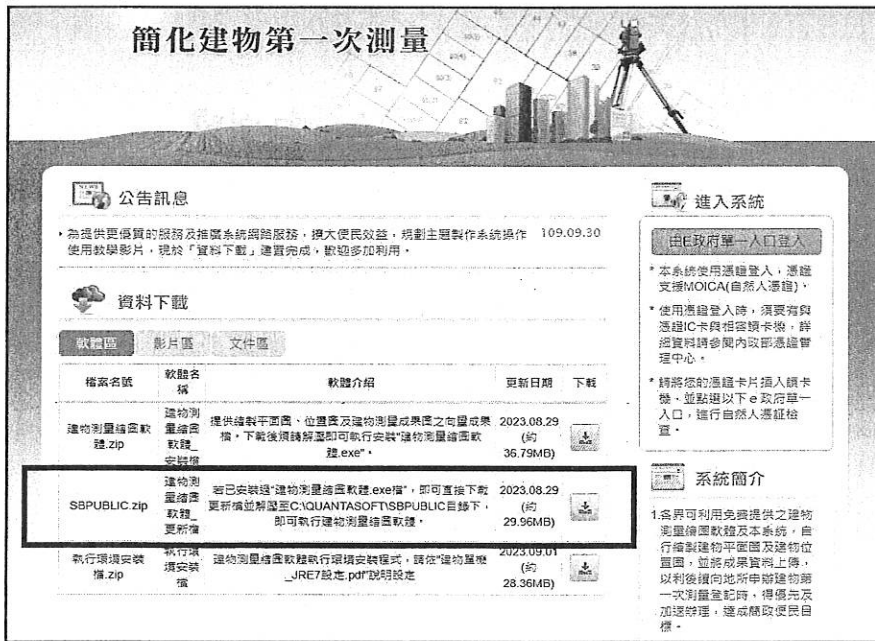 簡化建物第一次測量
公告訊息
為提供更優質的服務及推廣系統網路服務，擴大便民效益，規劃主題製作系統操作 109.09.30
使用教學影片，現於「資料下載」建置完成，歡迎多加利用。
資料下載
軟體區 影片區 文件區
檔案名號 軟體名稱 軟體介紹 更新日期 下載
建物測量繪圖軟體.zip
建物測量繪圖軟體_安裝檔
提供繪製平面圖、位置圖及建物測量成果圖之向量成果
檔，下載後須請解壓即可執行安裝"建物測量繪圖軟
體.exe"。
2023.08.29
(約
36.79MB)
SBPUBLIC.zip
建物測量繪圖軟體_更新檔
若已安裝過"建物測量繪圖軟體.exe檔"，即可直接下載
更新檔並解壓至C:\QUANTASOFT\SBPUBLIC目錄下，
即可執行建物測量繪圖軟體。
2023.08.29
(約
29.96MB)
執行環境安裝檔.zip
執行環境安裝檔
建物測量繪圖軟體執行環境安裝程式，請依"建物單機
_JRE7設定.pdf"說明設定
2023.09.01
(約
28.36MB)
進入系統
由E政府單一入口登入
* 本系統使用憑證登入，憑證
支援MOICA(自然人憑證)、
* 使用憑證登入時，須要有與
憑證IC卡與相容讀卡機，詳
細資料請參閱內政部憑證管
理中心。
* 請將您的憑證卡片插入讀卡
機、並點選以下e政府單一
入口，進行自然人憑証檢
查。
系統簡介
1.各界可利用免費提供之建物
測量繪圖軟體及本系統，自
行繪製建物平面圖及建物位
置圖，並將成果資料上傳，
以利後續向地所申辦建物第
一次測量登記時，得優先及
加速辦理，達成簡政便民目
標。